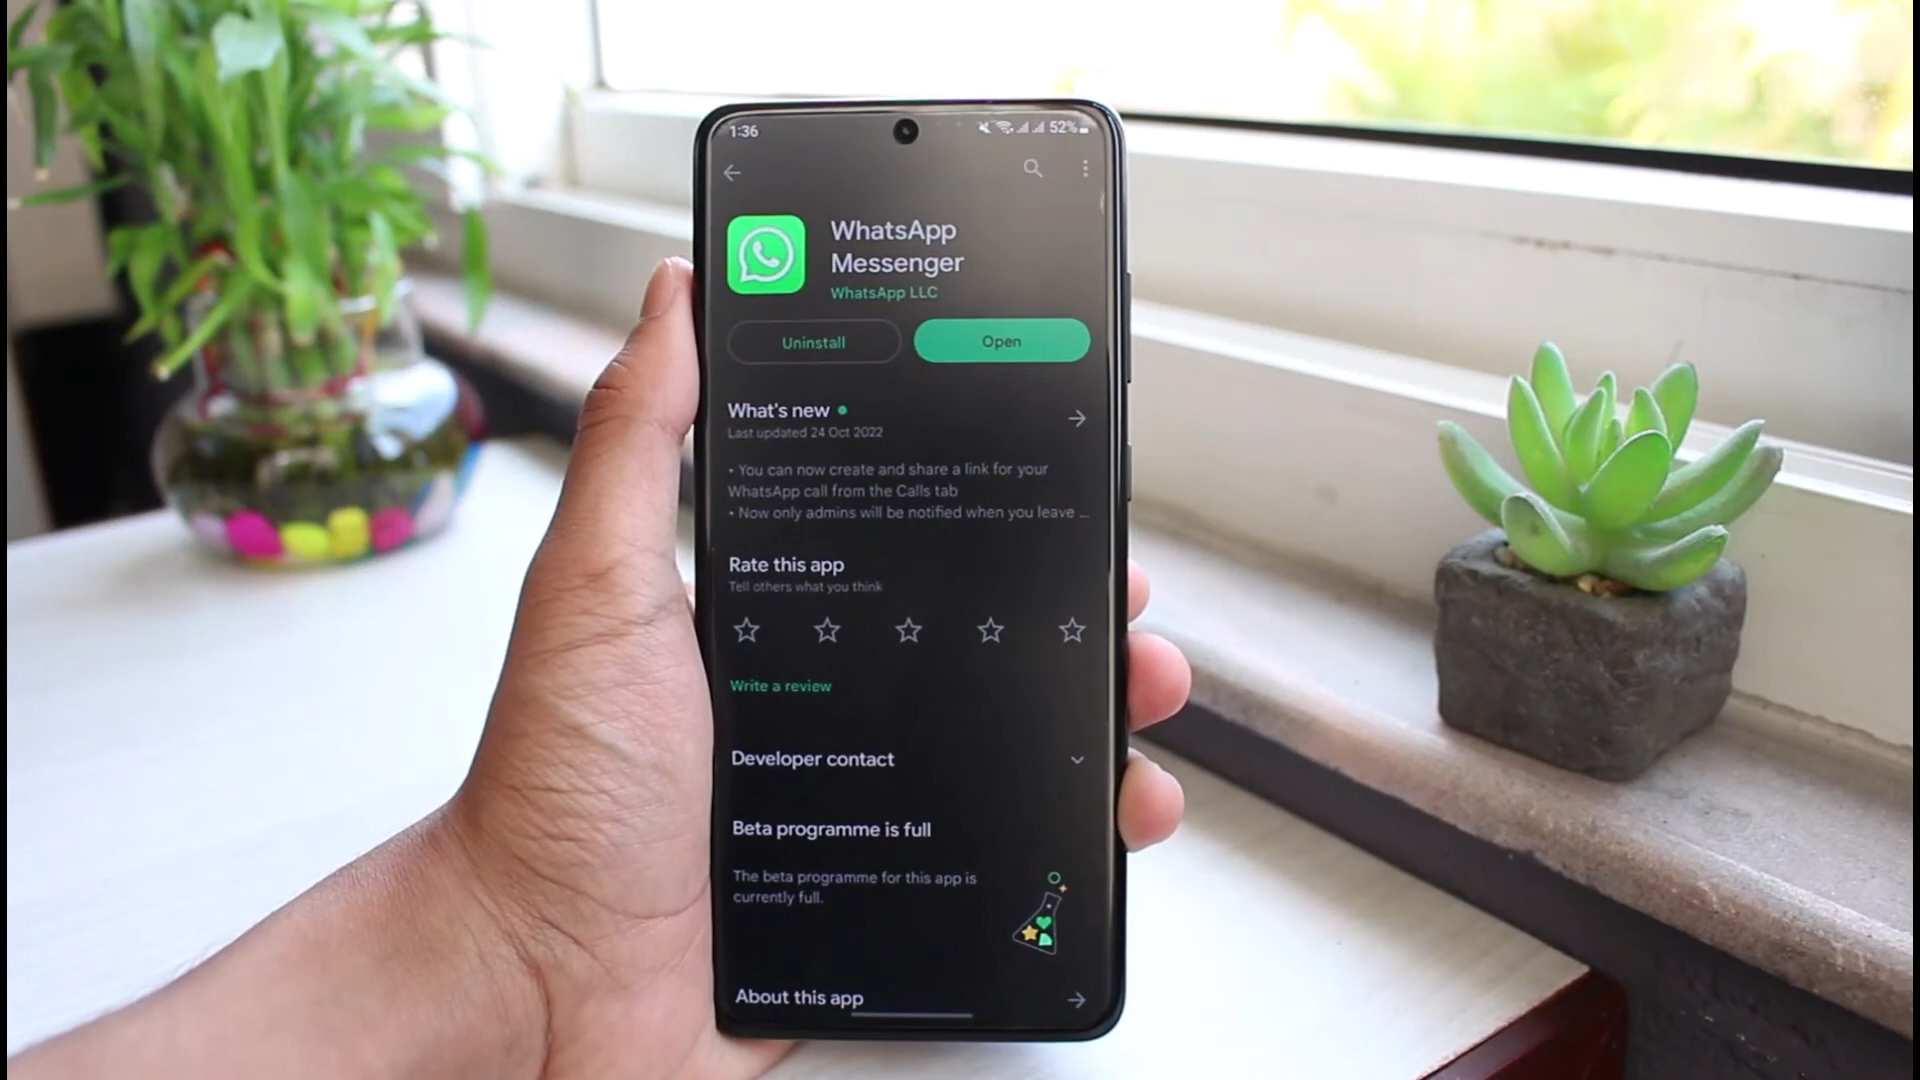 1:36
52%
WhatsApp
Messenger
WhatsApp LLC
Uninstall
Open
What's new
Last updated 24 Oct 2022
• You can now create and share a link for your
WhatsApp call from the Calls tab
• Now only admins will be notified when you leave ...
Rate this app
Tell others what you think
Write a review
Developer contact
Beta programme is full
The beta programme for this app is
currently full.
About this app